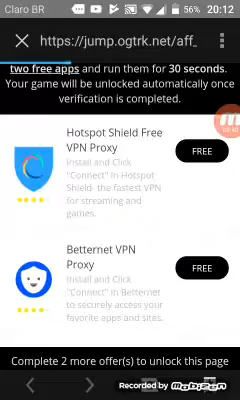 Claro BR
56% 20:12
https://jump.ogtrk.net/aff_
two free apps and run them for 30 seconds.
Your game will be unlocked automatically once
verification is completed.
Hotspot Shield Free
VPN Proxy
FREE
Install and Click
"Connect" in Hotspot
Shield- the fastest VPN
for streaming and
games.
Betternet VPN
Proxy
FREE
Install and Click
"Connect" in Betternet
to securely access your
favorite apps and sites.
Complete 2 more offer(s) to unlock this page
Recorded by Mobizen